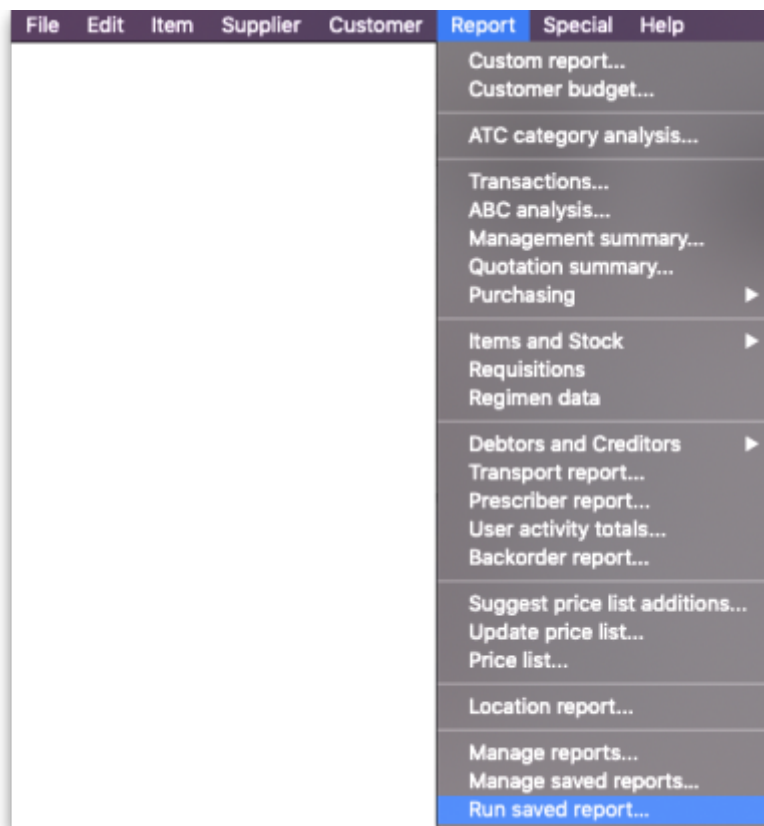 File Edit Item Supplier Customer Report Special Help
Custom report...
Customer budget...
ATC category analysis...
Transactions...
ABC analysis...
Management summary...
Quotation summary...
Purchasing
Items and Stock
Requisitions
Regimen data
Debtors and Creditors
Transport report...
Prescriber report...
User activity totals...
Backorder report...
Suggest price list additions...
Update price list...
Price list...
Location report...
Manage reports...
Manage saved reports...
Run saved report...